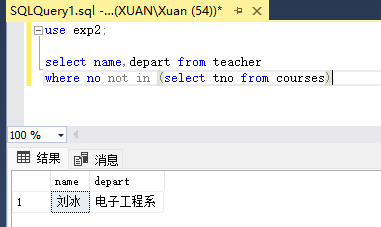 SQLQuery1.sql -...(XUAN\Xuan (54))*
use exp2;
select name,depart from teacher
where no not in (select tno from courses)
100 %
结果 消息
name depart
1 刘冰 电子工程系